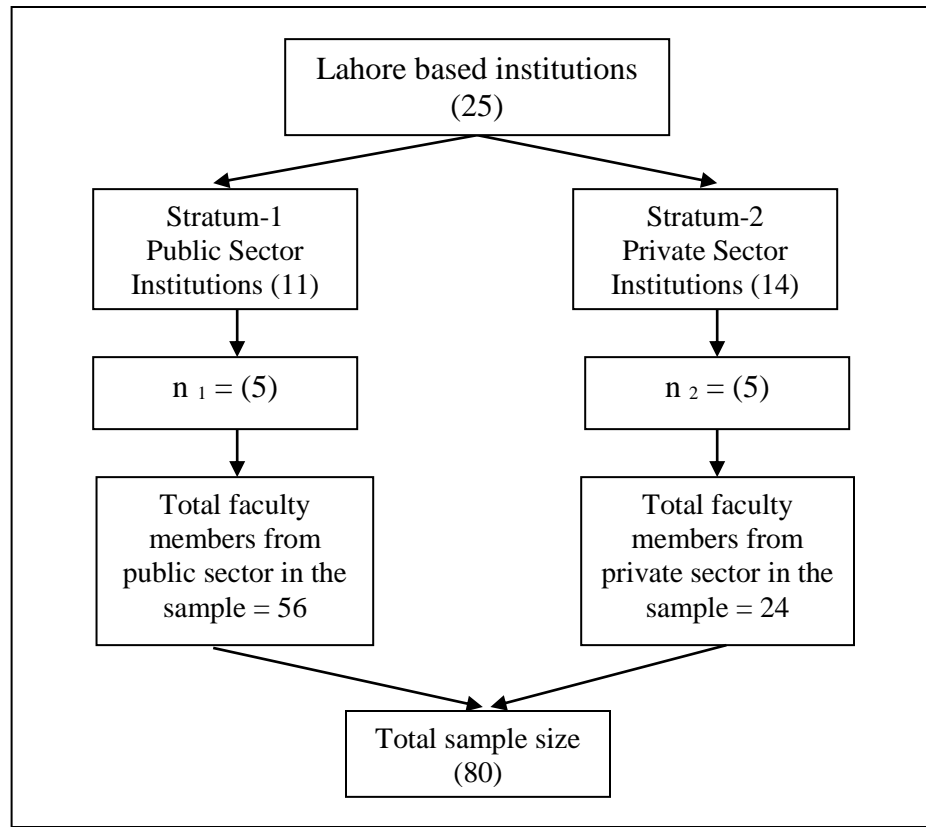 Lahore based institutions
(25)
Stratum-1
Public Sector
Institutions (11)
Stratum-2
Private Sector
Institutions (14)
n 1 = (5)
n 2 = (5)
Total faculty
members from
public sector in the
sample = 56
Total faculty
members from
private sector in the
sample = 24
Total sample size
(80)